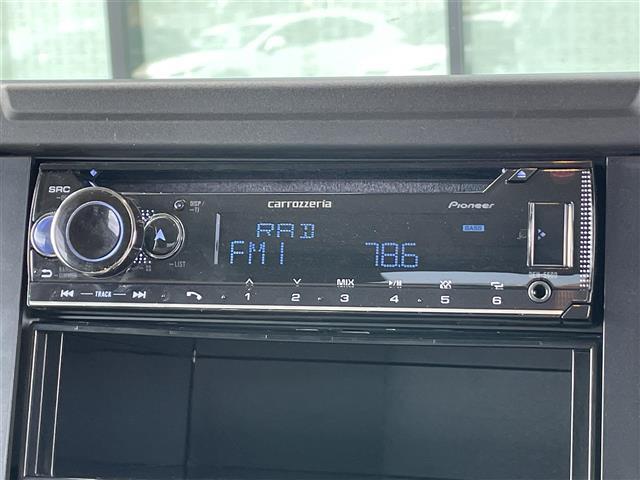 SRC
DISP
carrozzeria
Pioneer
RAD
BASS
FM1 78.6
LIST
TRACK
MIX
1 2 3 4 5 6